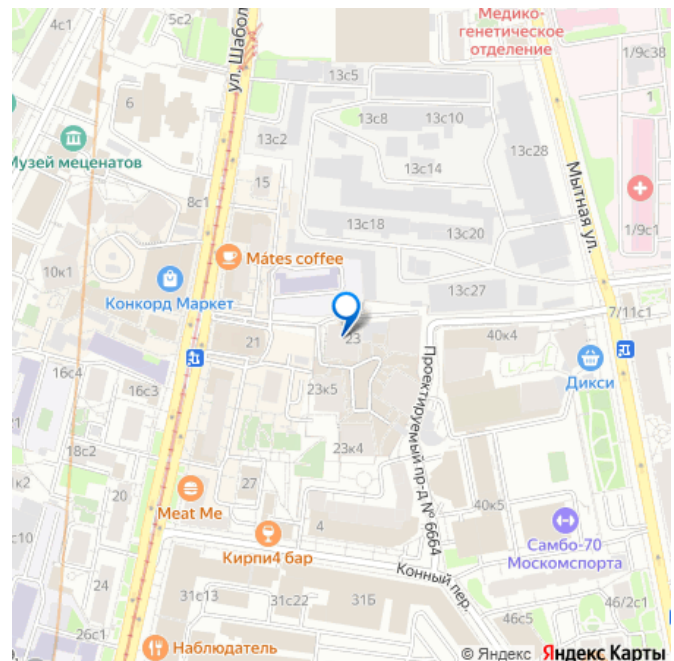 4с1
5с2
ул. Шабол
Медико-
генетическое
отделение
1/9с38
6
13с5
13с8
13с10
1
13с2
Музей меценатов
13с28
13с14
Мытная ул.
15
8с1
13с18
13с20
1/9с1
Mates coffee
10к1
13с27
Конкорд Маркет
7/11с1
21
23
40к4
Дикси
16с4
16с3
23к5
Проектируемый пр-д № 6664
18с2
23к4
20
27
40к5
Meat Me
4
Кирпи4 бар
Самбо-70
Москомспорта
24
Конный пер.
31с13
31с22
31Б
46с5
46/2с1
26с1
Наблюдатель
© Яндекс Яндекс Карты